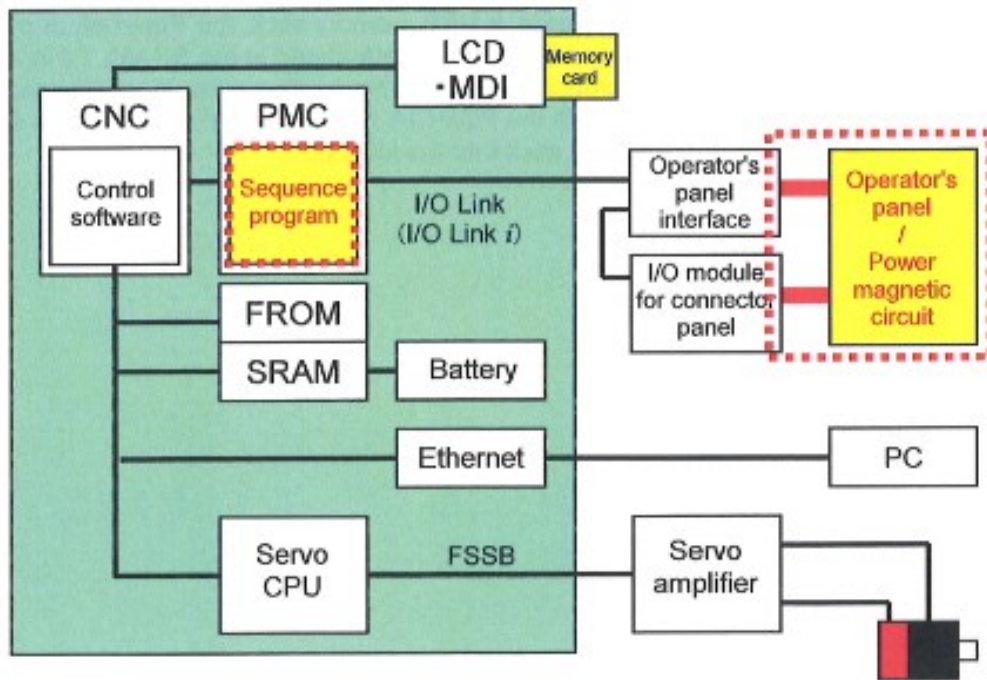 LCD
・MDI
Memory
card
CNC
Control
software
PMC
Sequence
program
I/O Link
(I/O Link i)
Operator's
panel
interface
I/O module
for connector
panel
Operator's
panel
/
Power
magnetic
circuit
FROM
SRAM
Battery
Ethernet
PC
Servo
CPU
FSSB
Servo
amplifier